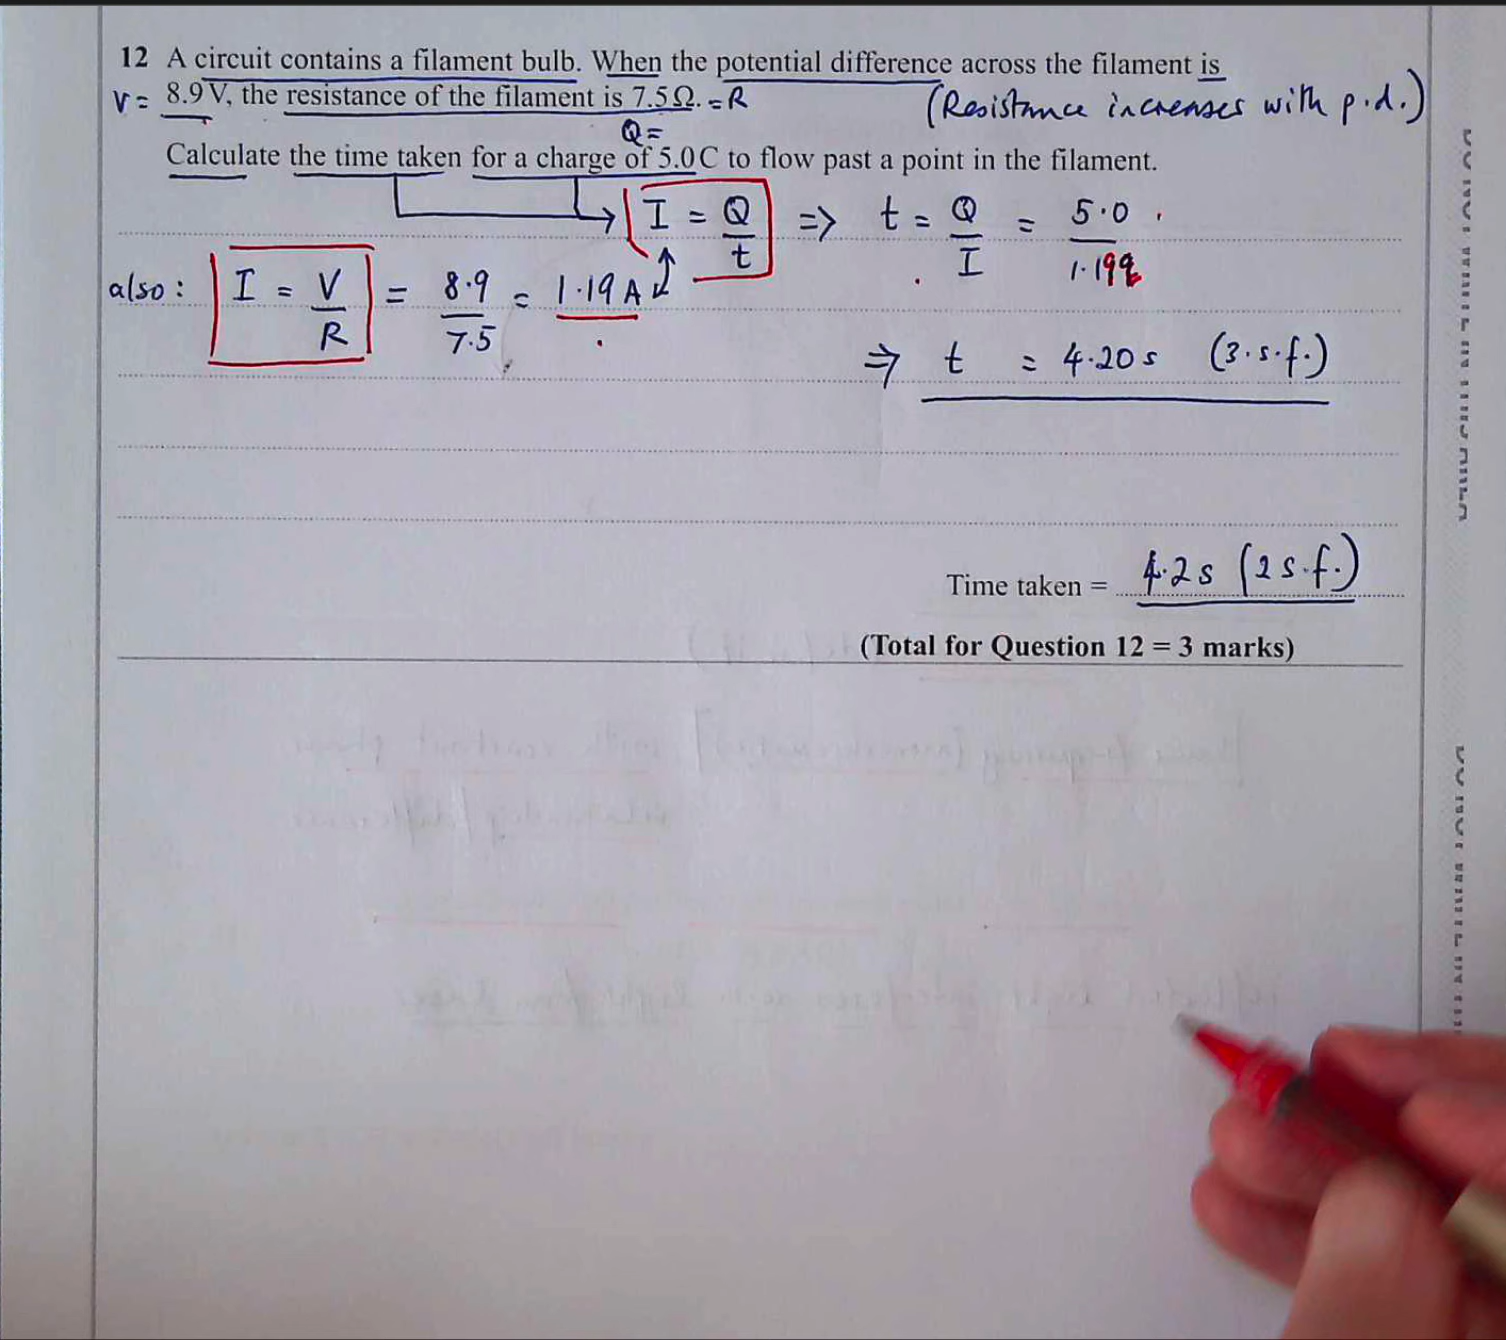 12 A circuit contains a filament bulb. When the potential difference across the filament is
V = 8.9 V, the resistance of the filament is 7.5 Ω. = R (Resistance increases with p.d.)
Q =
Calculate the time taken for a charge of 5.0 C to flow past a point in the filament.
I = Q/t => t = Q/I = 5.0/1.19
also: I = V/R = 8.9/7.5 = 1.19 A
=> t = 4.20 s (3.s.f.)
Time taken = 4.2 s (2 s.f.)
(Total for Question 12 = 3 marks)